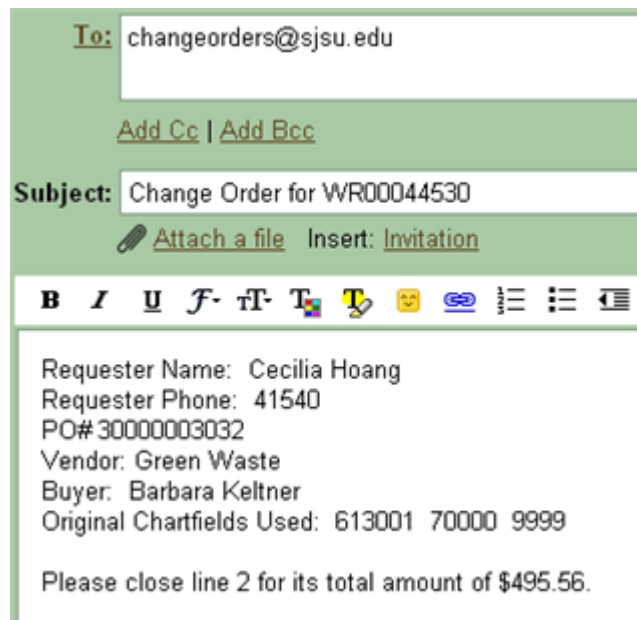 To: changeorders@sjsu.edu
Add Cc | Add Bcc
Subject: Change Order for WR00044530
Attach a file Insert: Invitation
B I U F TT T T
Requester Name: Cecilia Hoang
Requester Phone: 41540
PO#30000003032
Vendor: Green Waste
Buyer: Barbara Keltner
Original Chartfields Used: 613001 70000 9999
Please close line 2 for its total amount of $495.56.